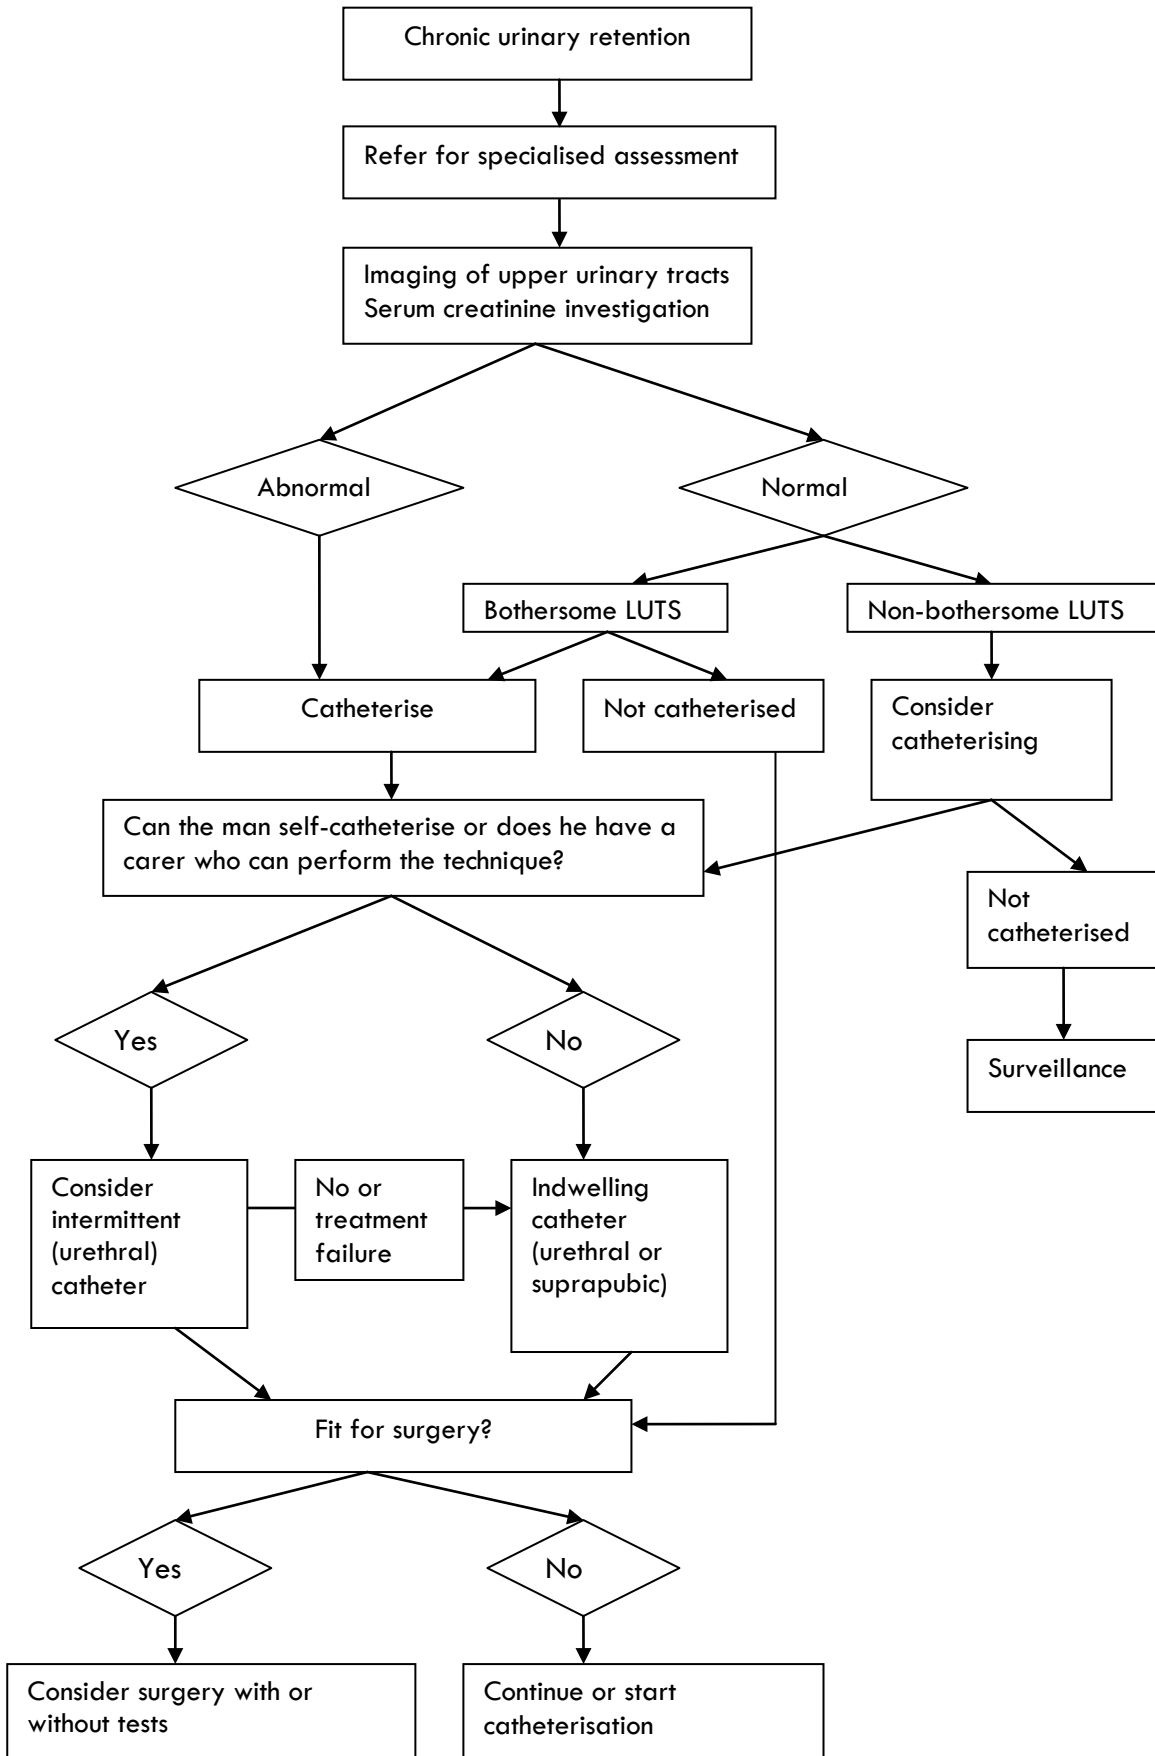 Chronic urinary retention
Refer for specialised assessment
Imaging of upper urinary tracts
Serum creatinine investigation
Abnormal
Normal
Bothersome LUTS
Non-bothersome LUTS
Catheterise
Not catheterised
Consider
catheterising
Can the man self-catheterise or does he have a
carer who can perform the technique?
Not
catheterised
Yes
No
Surveillance
Consider
intermittent
(urethral)
catheter
No or
treatment
failure
Indwelling
catheter
(urethral or
suprapubic)
Fit for surgery?
Yes
No
Consider surgery with or
without tests
Continue or start
catheterisation